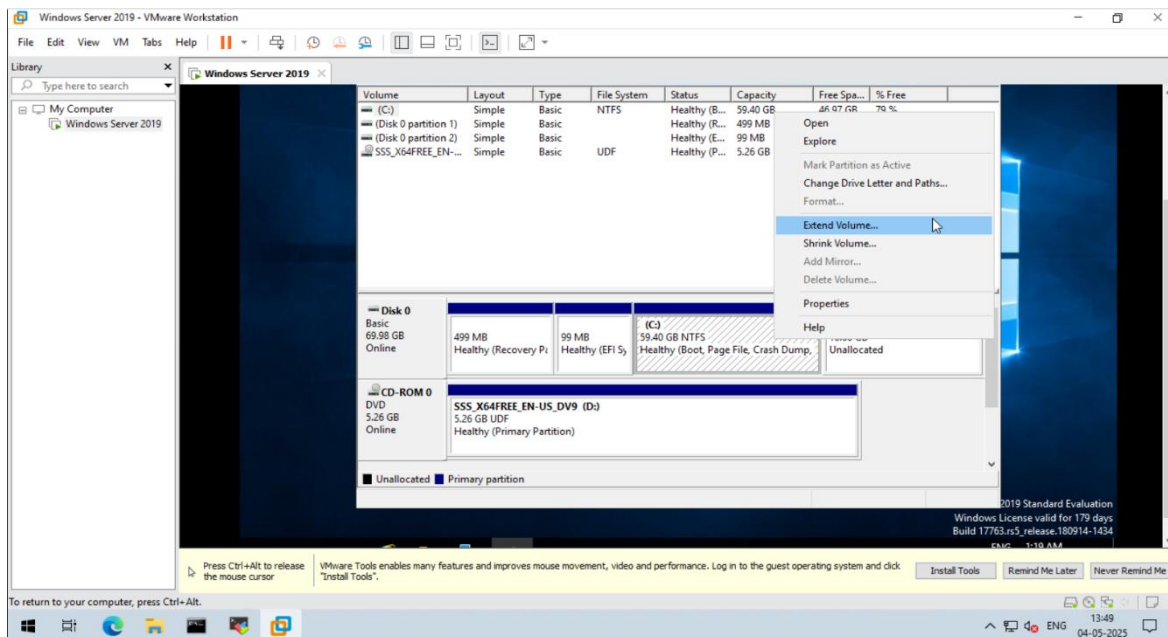 Windows Server 2019 - VMware Workstation
File Edit View VM Tabs Help
Library
Windows Server 2019
Type here to search
My Computer
Windows Server 2019
Volume Layout Type File System Status Capacity Free Spa... % Free
(C:) Simple Basic NTFS Healthy (B... 59.40 GB 46.97 GB 79 %
(Disk 0 partition 1) Simple Basic Healthy (R... 499 MB
(Disk 0 partition 2) Simple Basic Healthy (E... 99 MB
SSS_X64FREE_EN-... Simple Basic UDF Healthy (P... 5.26 GB
Open
Explore
Mark Partition as Active
Change Drive Letter and Paths...
Format...
Extend Volume...
Shrink Volume...
Add Mirror...
Delete Volume...
Properties
Help
Disk 0
Basic
69.98 GB
Online
499 MB
Healthy (Recovery Pa
99 MB
Healthy (EFI Sy
(C:)
59.40 GB NTFS
Healthy (Boot, Page File, Crash Dump,
Unallocated
CD-ROM 0
DVD
5.26 GB
Online
SSS_X64FREE_EN-US_DV9 (D:)
5.26 GB UDF
Healthy (Primary Partition)
Unallocated Primary partition
2019 Standard Evaluation
Windows License valid for 179 days
Build 17763.rs5_release.180914-1434
ENG 1:19 AM
Press Ctrl+Alt to release
the mouse cursor
VMware Tools enables many features and improves mouse movement, video and performance. Log in to the guest operating system and click
"Install Tools".
Install Tools Remind Me Later Never Remind Me
To return to your computer, press Ctrl+Alt.
ENG 13:49
04-05-2025